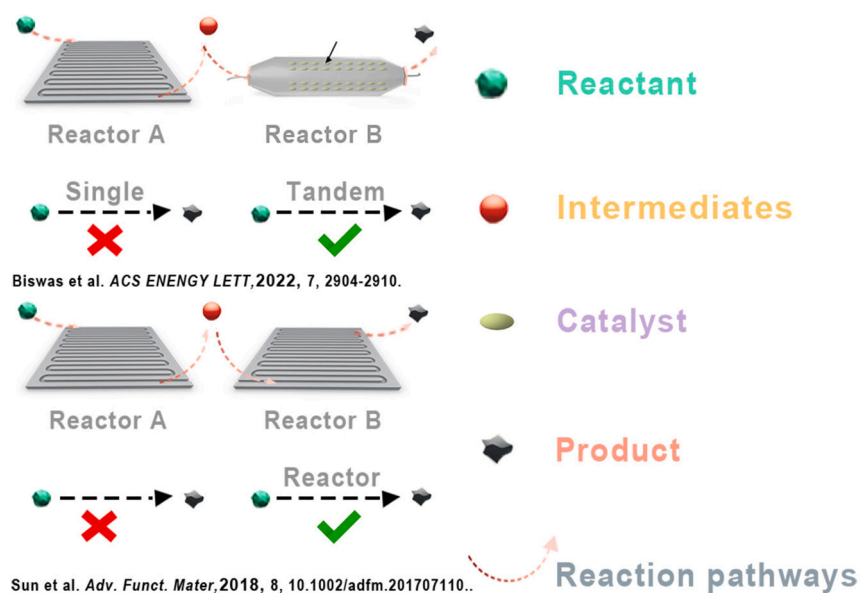 Reactor A Reactor B
Single Tandem
Biswas et al. ACS ENERGY LETT,2022, 7, 2904-2910.
Reactor A Reactor B
Reactor
Sun et al. Adv. Funct. Mater,2018, 8, 10.1002/adfm.201707110..
Reactant
Intermediates
Catalyst
Product
Reaction pathways